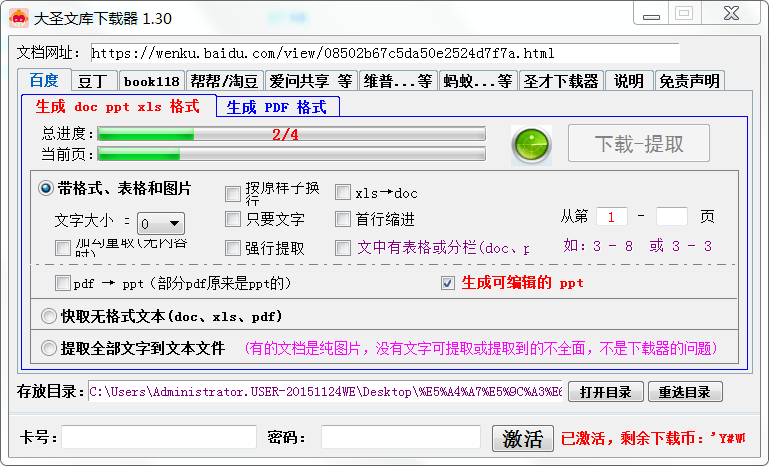 大圣文库下载器 1.30
文档网址： https://wenku.baidu.com/view/08502b67c5da50e2524d7f7a.html
百度 豆丁 book118 帮帮/淘豆 爱问共享 等 维普...等 蚂蚁...等 圣才下载器 说明 免责声明
生成 doc ppt xls 格式 生成 PDF 格式
总进度： 2/4
下载-提取
当前页：
带格式、表格和图片 按原样子换行 xls→doc
文字大小 ： 0 只要文字 首行缩进 从第 1 - 页
加勾重取(无内容时) 强行提取 文中有表格或分栏(doc、p 如：3 - 8 或 3 - 3
pdf → ppt（部分pdf原来是ppt的） 生成可编辑的 ppt
快取无格式文本(doc、xls、pdf)
提取全部文字到文本文件 (有的文档是纯图片，没有文字可提取或提取到的不全面，不是下载器的问题)
存放目录： C:\Users\Administrator.USER-20151124WE\Desktop\%E5%A4%A7%E5%9C%A3%E6 打开目录 重选目录
卡号： 密码： 激活 已激活，剩余下载币：'Y#W